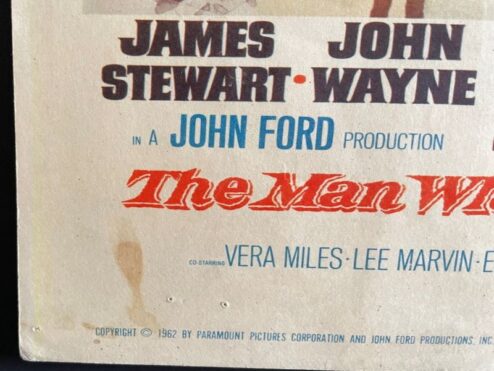 JAMES JOHN
STEWART · WAYNE
IN A JOHN FORD PRODUCTION
The Man W
CO-STARRING VERA MILES · LEE MARVIN · E
COPYRIGHT © 1962 BY PARAMOUNT PICTURES CORPORATION AND JOHN FORD PRODUCTIONS, INC.